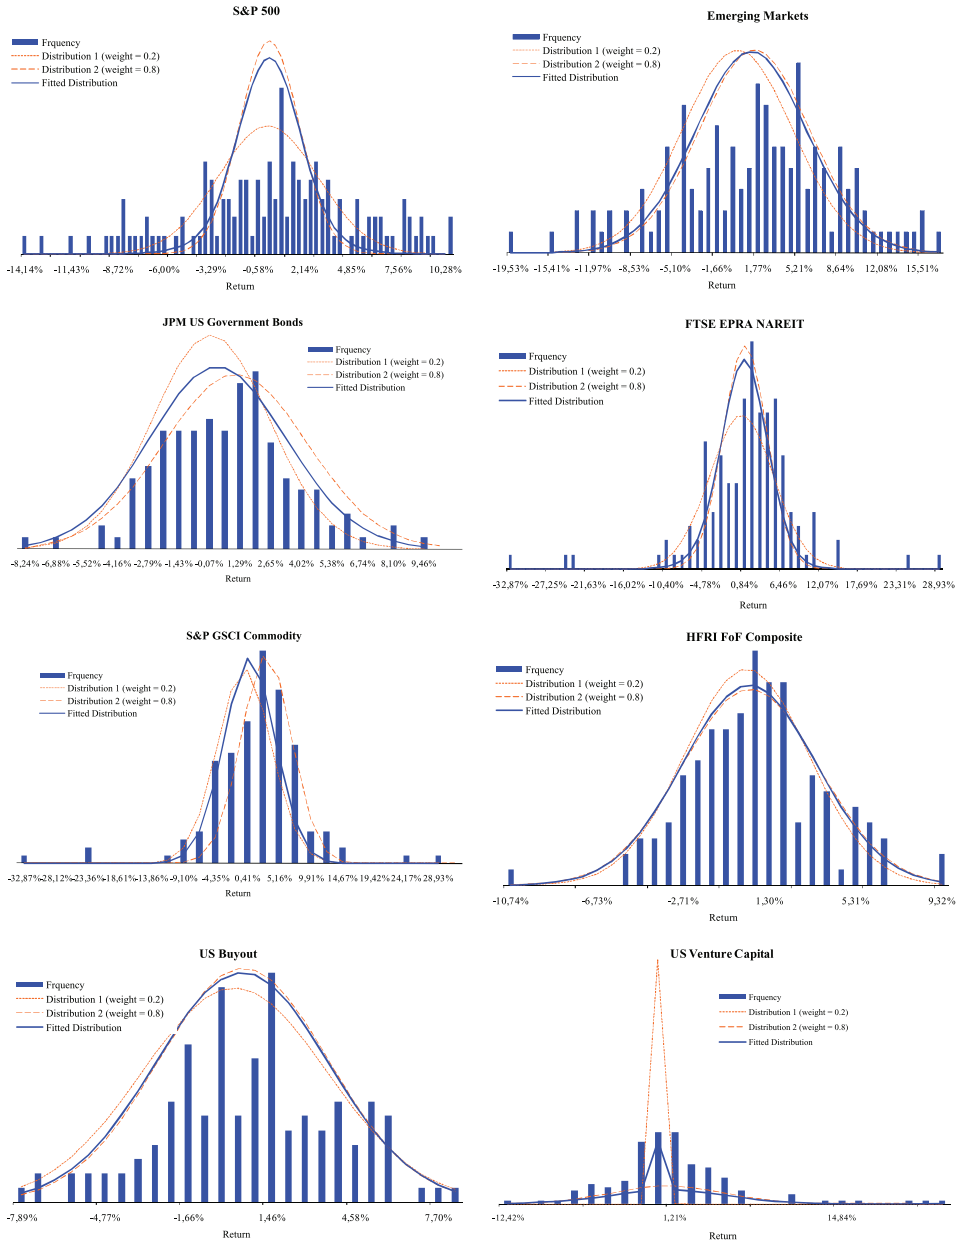 S&P 500
Frquency
Distribution 1 (weight = 0.2)
Distribution 2 (weight = 0.8)
Fitted Distribution
-14,14% -11,43% -8,72% -6,00% -3,29% -0,58% 2,14% 4,85% 7,56% 10,28%
Return
Emerging Markets
Frquency
Distribution 1 (weight = 0.2)
Distribution 2 (weight = 0.8)
Fitted Distribution
-19,53% -15,41% -11,97% -8,53% -5,10% -1,66% 1,77% 5,21% 8,64% 12,08% 15,51%
Return
JPM US Government Bonds
Frquency
Distribution 1 (weight = 0.2)
Distribution 2 (weight = 0.8)
Fitted Distribution
-8,24% -6,88% -5,52% -4,16% -2,79% -1,43% -0,07% 1,29% 2,65% 4,02% 5,38% 6,74% 8,10% 9,46%
Return
FTSE EPRA NAREIT
Frquency
Distribution 1 (weight = 0.2)
Distribution 2 (weight = 0.8)
Fitted Distribution
-32,87% -27,25% -21,63% -16,02% -10,40% -4,78% 0,84% 6,46% 12,07% 17,69% 23,31% 28,93%
Return
S&P GSCI Commodity
Frquency
Distribution 1 (weight = 0.2)
Distribution 2 (weight = 0.8)
Fitted Distribution
-32,87% -28,12% -23,36% -18,61% -13,86% -9,10% -4,35% 0,41% 5,16% 9,91% 14,67% 19,42% 24,17% 28,93%
Return
HFRI FoF Composite
Frquency
Distribution 1 (weight = 0.2)
Distribution 2 (weight = 0.8)
Fitted Distribution
-10,74% -6,73% -2,71% 1,30% 5,31% 9,32%
Return
US Buyout
Frquency
Distribution 1 (weight = 0.2)
Distribution 2 (weight = 0.8)
Fitted Distribution
-7,89% -4,77% -1,66% 1,46% 4,58% 7,70%
Return
US Venture Capital
Frquency
Distribution 1 (weight = 0.2)
Distribution 2 (weight = 0.8)
Fitted Distribution
-12,42% 1,21% 14,84%
Return